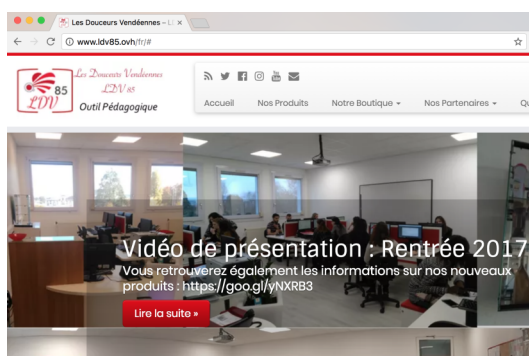 Les Douceurs Vendéennes – L
www.ldv85.ovh/fr/#
Les Douceurs Vendéennes
LDV 85
85
LDV
Outil Pédagogique
Accueil Nos Produits Notre Boutique Nos Partenaires Qu
Vidéo de présentation : Rentrée 2017
Vous retrouverez également les informations sur nos nouveaux
produits : https://goo.gl/yNXRB3
Lire la suite »